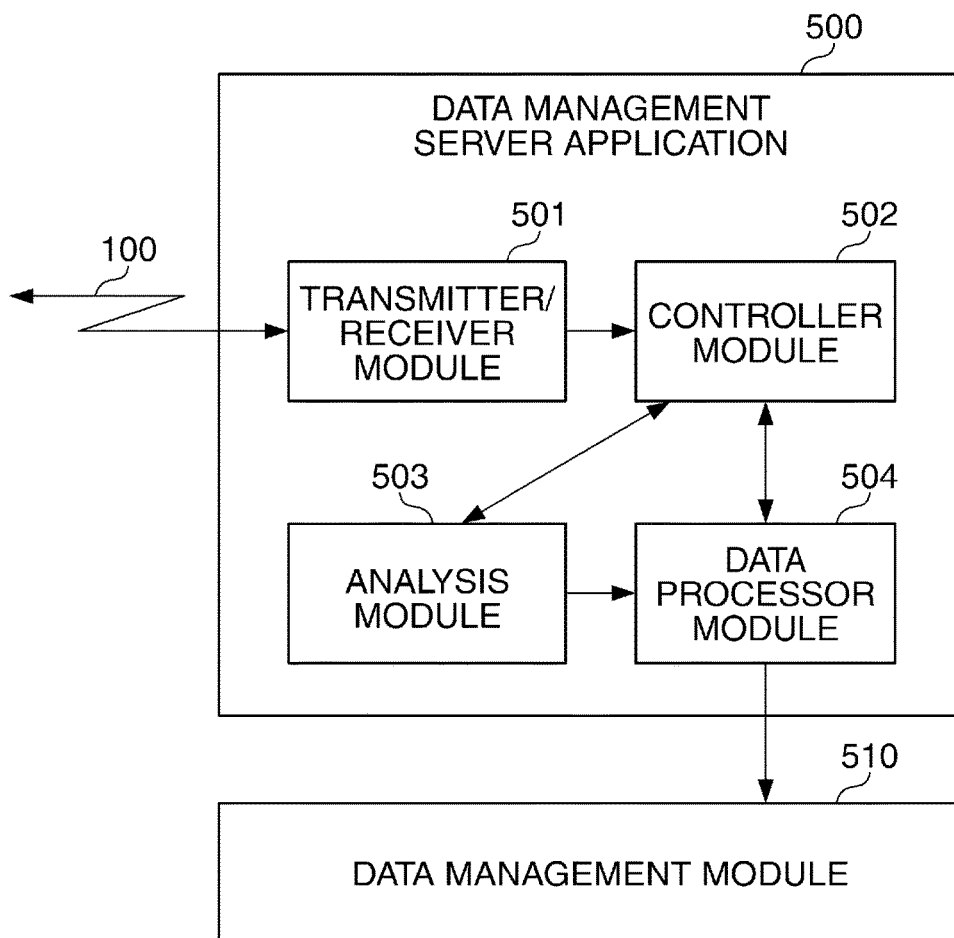 500
DATA MANAGEMENT
SERVER APPLICATION
100
501
502
TRANSMITTER/
RECEIVER
MODULE
CONTROLLER
MODULE
503
504
ANALYSIS
MODULE
DATA
PROCESSOR
MODULE
510
DATA MANAGEMENT MODULE